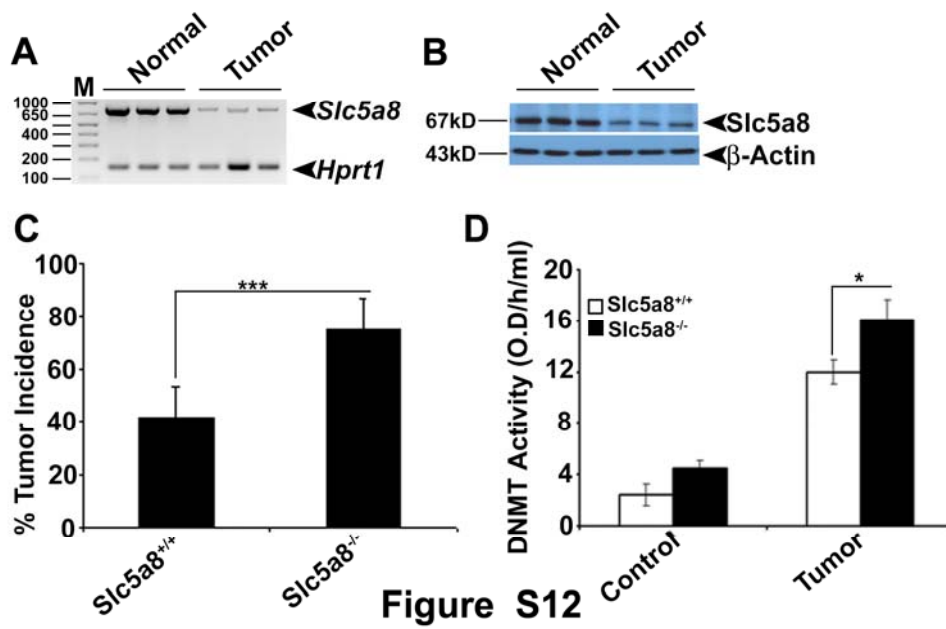 A
Normal
Tumor
M
1000
650
400
200
100
Slc5a8
Hprt1
B
Normal
Tumor
67kD
43kD
Slc5a8
β-Actin
C
% Tumor Incidence
100
80
60
40
20
0
***
Slc5a8+/+
Slc5a8-/-
D
DNMT Activity (O.D/h/ml)
20
16
12
8
4
0
Slc5a8+/+
Slc5a8-/-
*
Control
Tumor
Figure S12